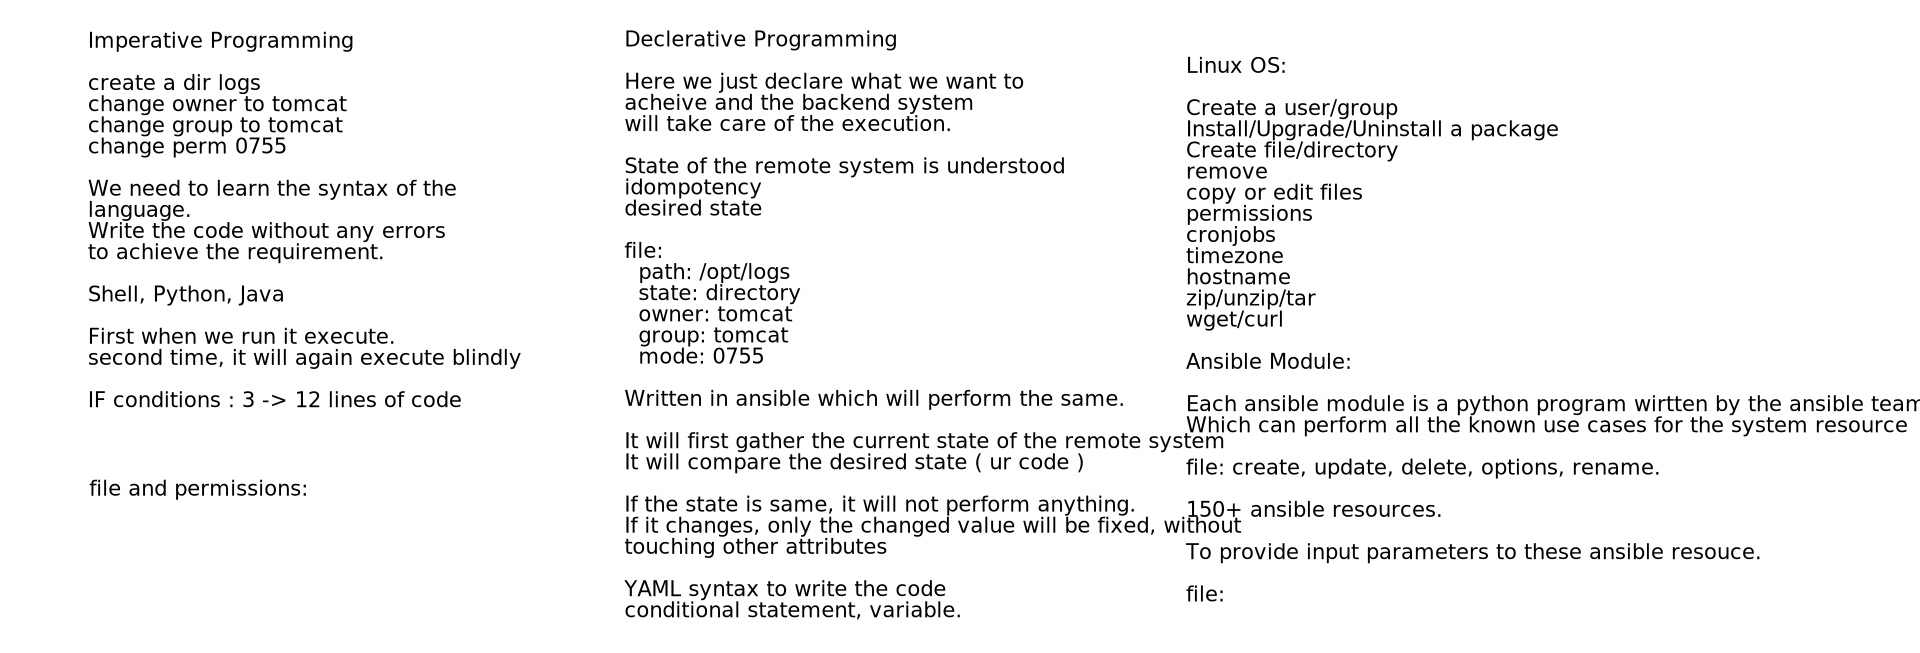 Imperative Programming
create a dir logs
change owner to tomcat
change group to tomcat
change perm 0755
We need to learn the syntax of the
language.
Write the code without any errors
to achieve the requirement.
Shell, Python, Java
First when we run it execute.
second time, it will again execute blindly
IF conditions : 3 -> 12 lines of code
file and permissions:
Declerative Programming
Here we just declare what we want to
acheive and the backend system
will take care of the execution.
State of the remote system is understood
idompotency
desired state
file:
  path: /opt/logs
  state: directory
  owner: tomcat
  group: tomcat
  mode: 0755
Written in ansible which will perform the same.
It will first gather the current state of the remote system
It will compare the desired state ( ur code )
If the state is same, it will not perform anything.
If it changes, only the changed value will be fixed, without
touching other attributes
YAML syntax to write the code
conditional statement, variable.
Linux OS:
Create a user/group
Install/Upgrade/Uninstall a package
Create file/directory
remove
copy or edit files
permissions
cronjobs
timezone
hostname
zip/unzip/tar
wget/curl
Ansible Module:
Each ansible module is a python program wirtten by the ansible team
Which can perform all the known use cases for the system resource
file: create, update, delete, options, rename.
150+ ansible resources.
To provide input parameters to these ansible resouce.
file: